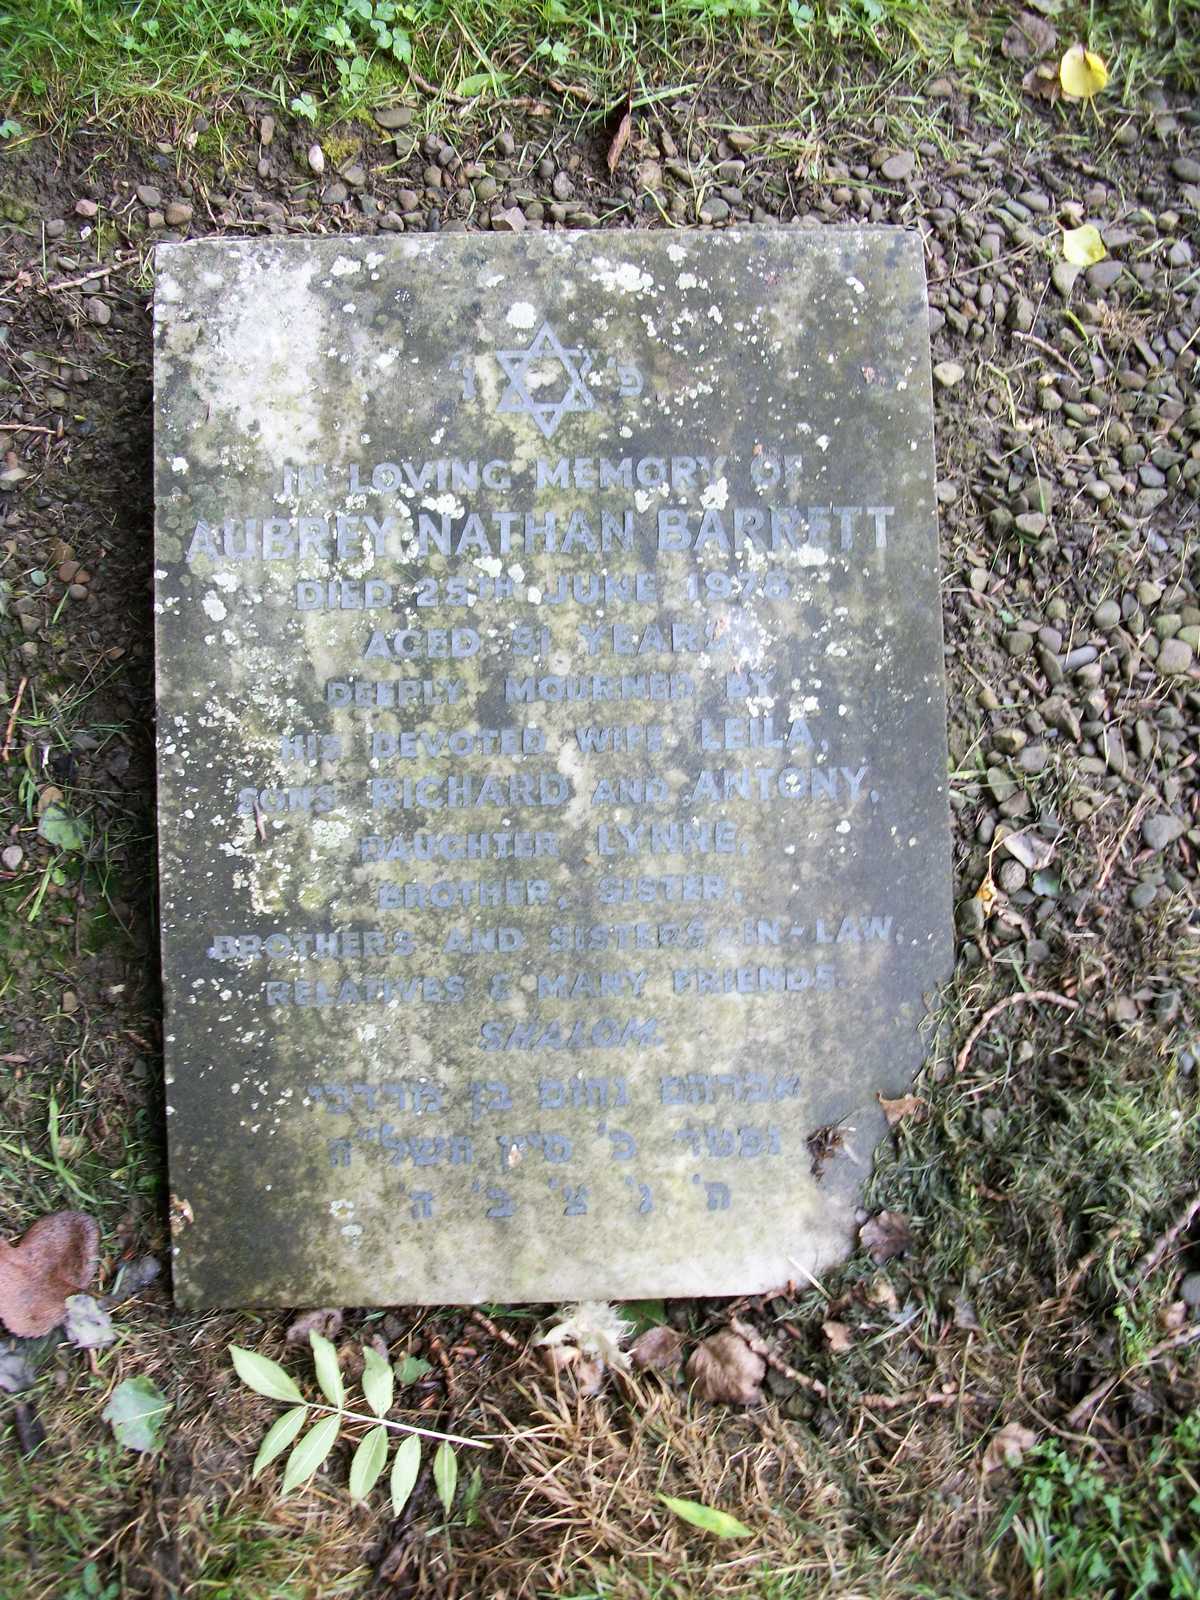 פ' נ'
IN LOVING MEMORY OF
AUBREY NATHAN BARRETT
DIED 25TH JUNE 1978
AGED 51 YEARS
DEEPLY MOURNED BY
HIS DEVOTED WIFE LEILA,
SONS RICHARD AND ANTONY,
DAUGHTER LYNNE,
BROTHER, SISTER,
BROTHERS AND SISTERS-IN-LAW,
RELATIVES & MANY FRIENDS.
SHALOM.
אברהם נחום בן מרדכי
נפטר כ' סיון תשל"ח
ת' נ' צ' ב' ה'